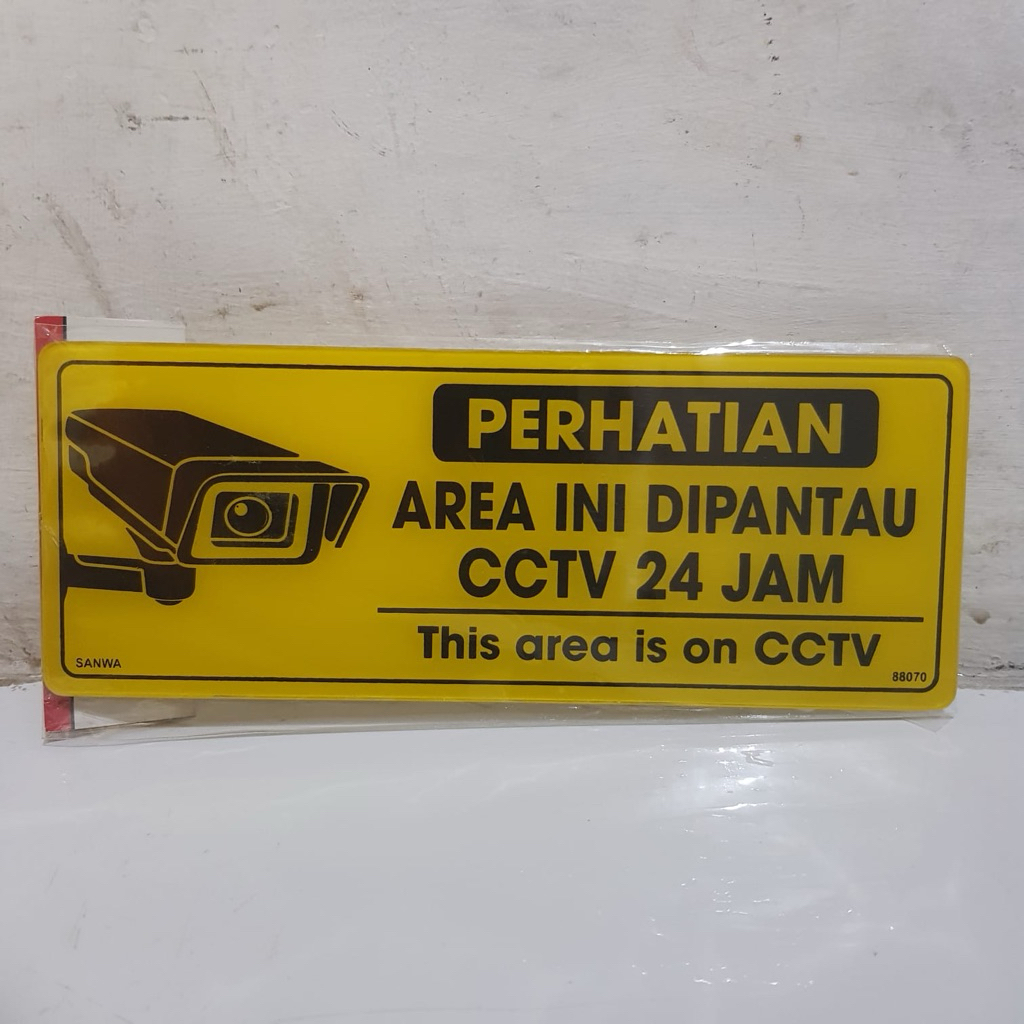 PERHATIAN
AREA INI DIPANTAU
CCTV 24 JAM
This area is on CCTV
SANWA
88070